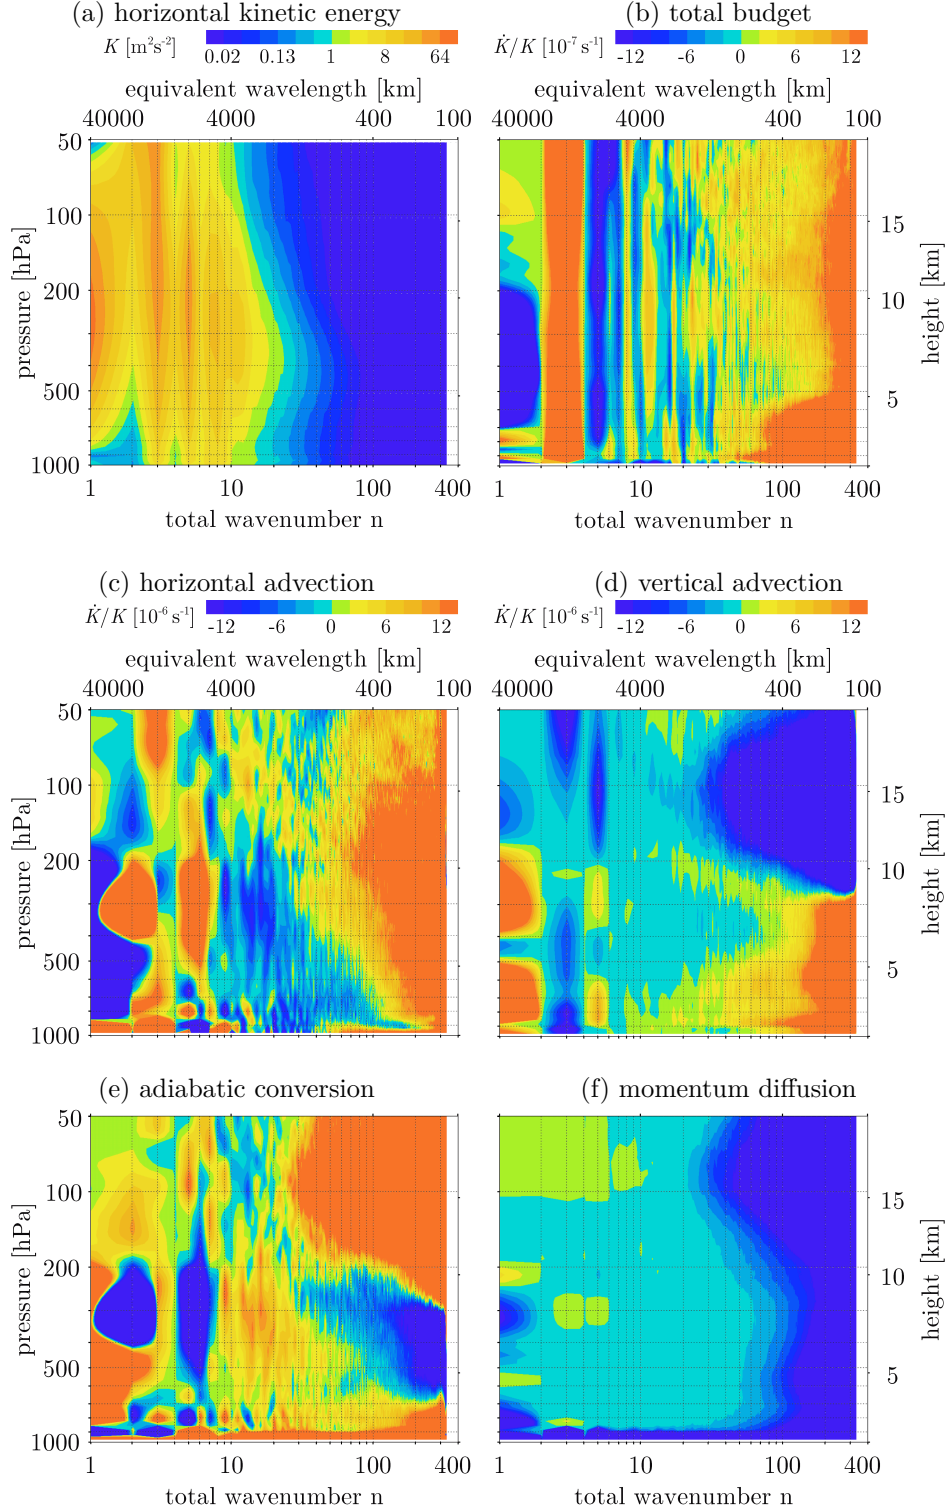 (a) horizontal kinetic energy
(b) total budget
K [m²s⁻²]
0.02 0.13 1 8 64
K̇/K [10⁻⁷ s⁻¹]
-12 -6 0 6 12
equivalent wavelength [km]
equivalent wavelength [km]
40000 4000 400 100
40000 4000 400 100
50
100
200
500
1000
pressure [hPa]
15
10
5
height [km]
1 10 100 400
1 10 100 400
total wavenumber n
total wavenumber n
(c) horizontal advection
(d) vertical advection
K̇/K [10⁻⁶ s⁻¹]
-12 -6 0 6 12
K̇/K [10⁻⁶ s⁻¹]
-12 -6 0 6 12
equivalent wavelength [km]
equivalent wavelength [km]
40000 4000 400 100
40000 4000 400 100
50
100
200
500
1000
pressure [hPa]
15
10
5
height [km]
(e) adiabatic conversion
(f) momentum diffusion
50
100
200
500
1000
pressure [hPa]
15
10
5
height [km]
1 10 100 400
1 10 100 400
total wavenumber n
total wavenumber n